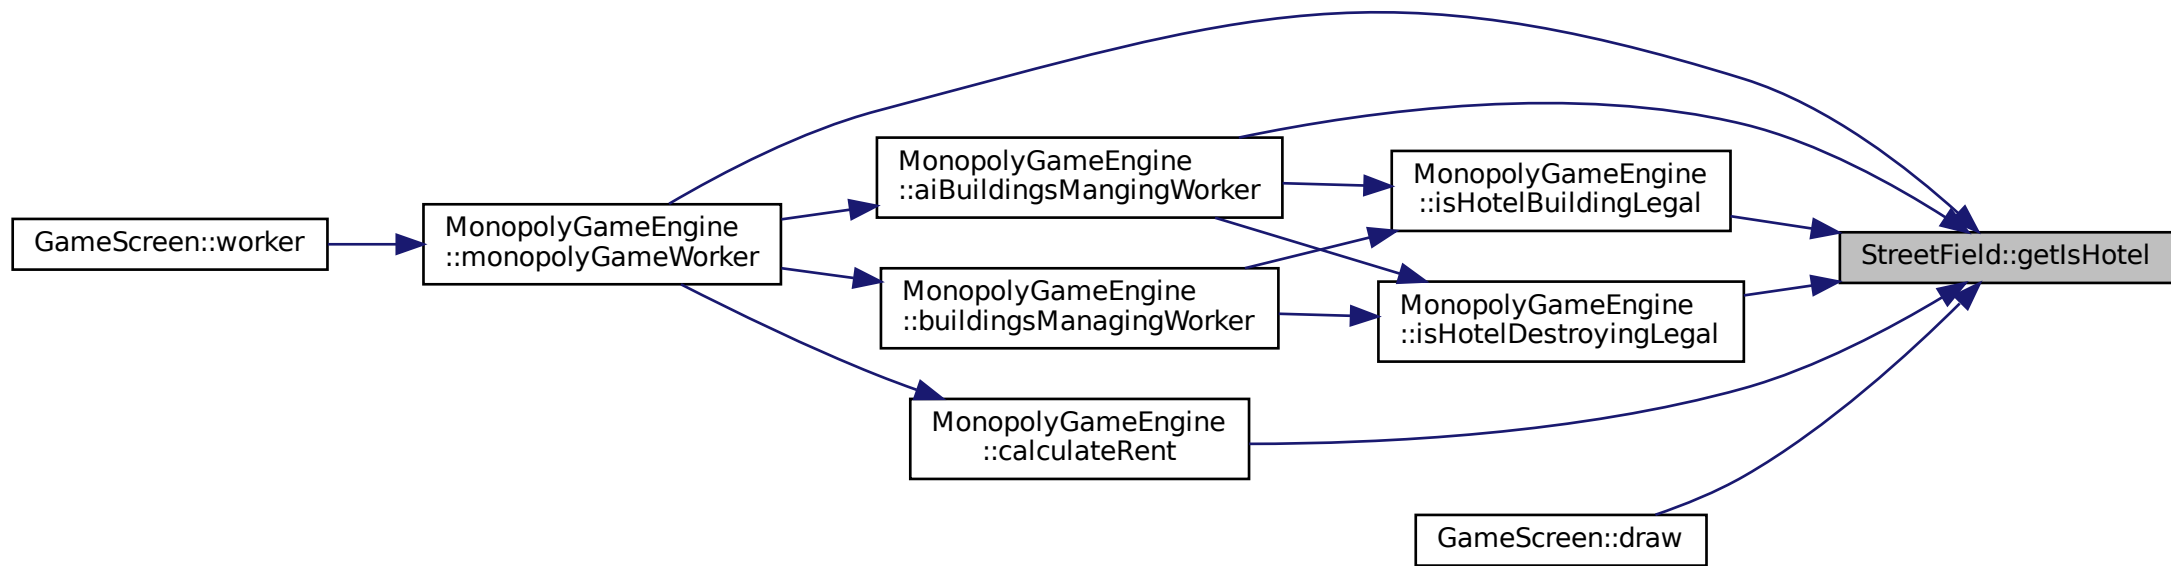 GameScreen::worker
MonopolyGameEngine
::monopolyGameWorker
MonopolyGameEngine
::aiBuildingsMangingWorker
MonopolyGameEngine
::buildingsManagingWorker
MonopolyGameEngine
::calculateRent
MonopolyGameEngine
::isHotelBuildingLegal
MonopolyGameEngine
::isHotelDestroyingLegal
GameScreen::draw
StreetField::getIsHotel